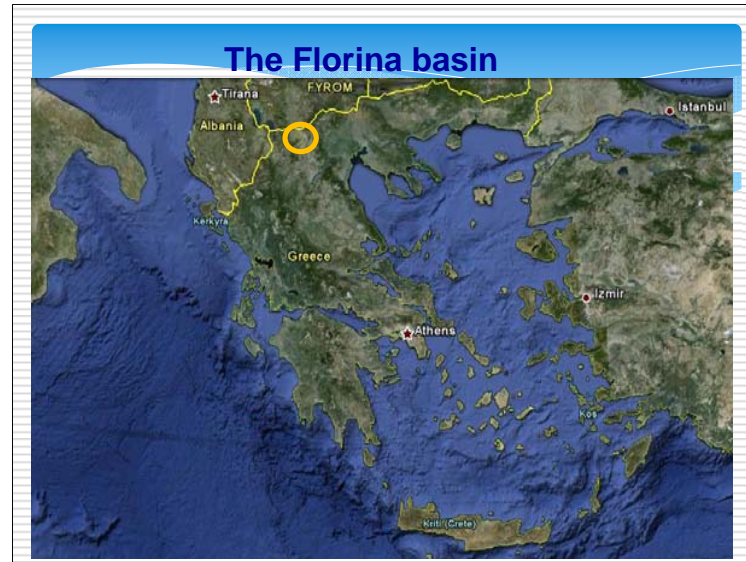 The Florina basin
FYROM
Tirana
Istanbul
Albania
Kerkyra
Greece
Izmir
Athens
Kos
Kriti (Crete)